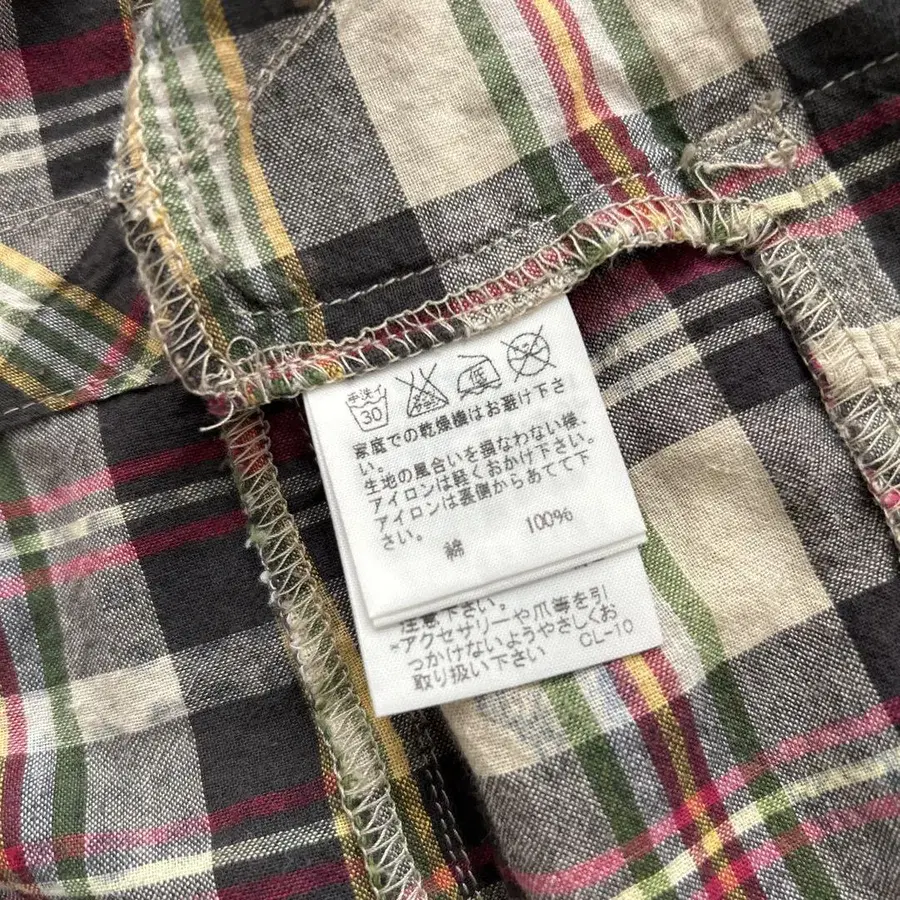 手洗イ
30
低
家庭での乾燥機はお避け下さ
い。
生地の風合いを損なわない後、
アイロンは軽くおかけ下さい。
アイロンは裏側からあてて下
さい。
綿 100%
注意下さい。
アクセサリーや爪等を引
っかけないようやさしくお
取り扱い下さい CL-10